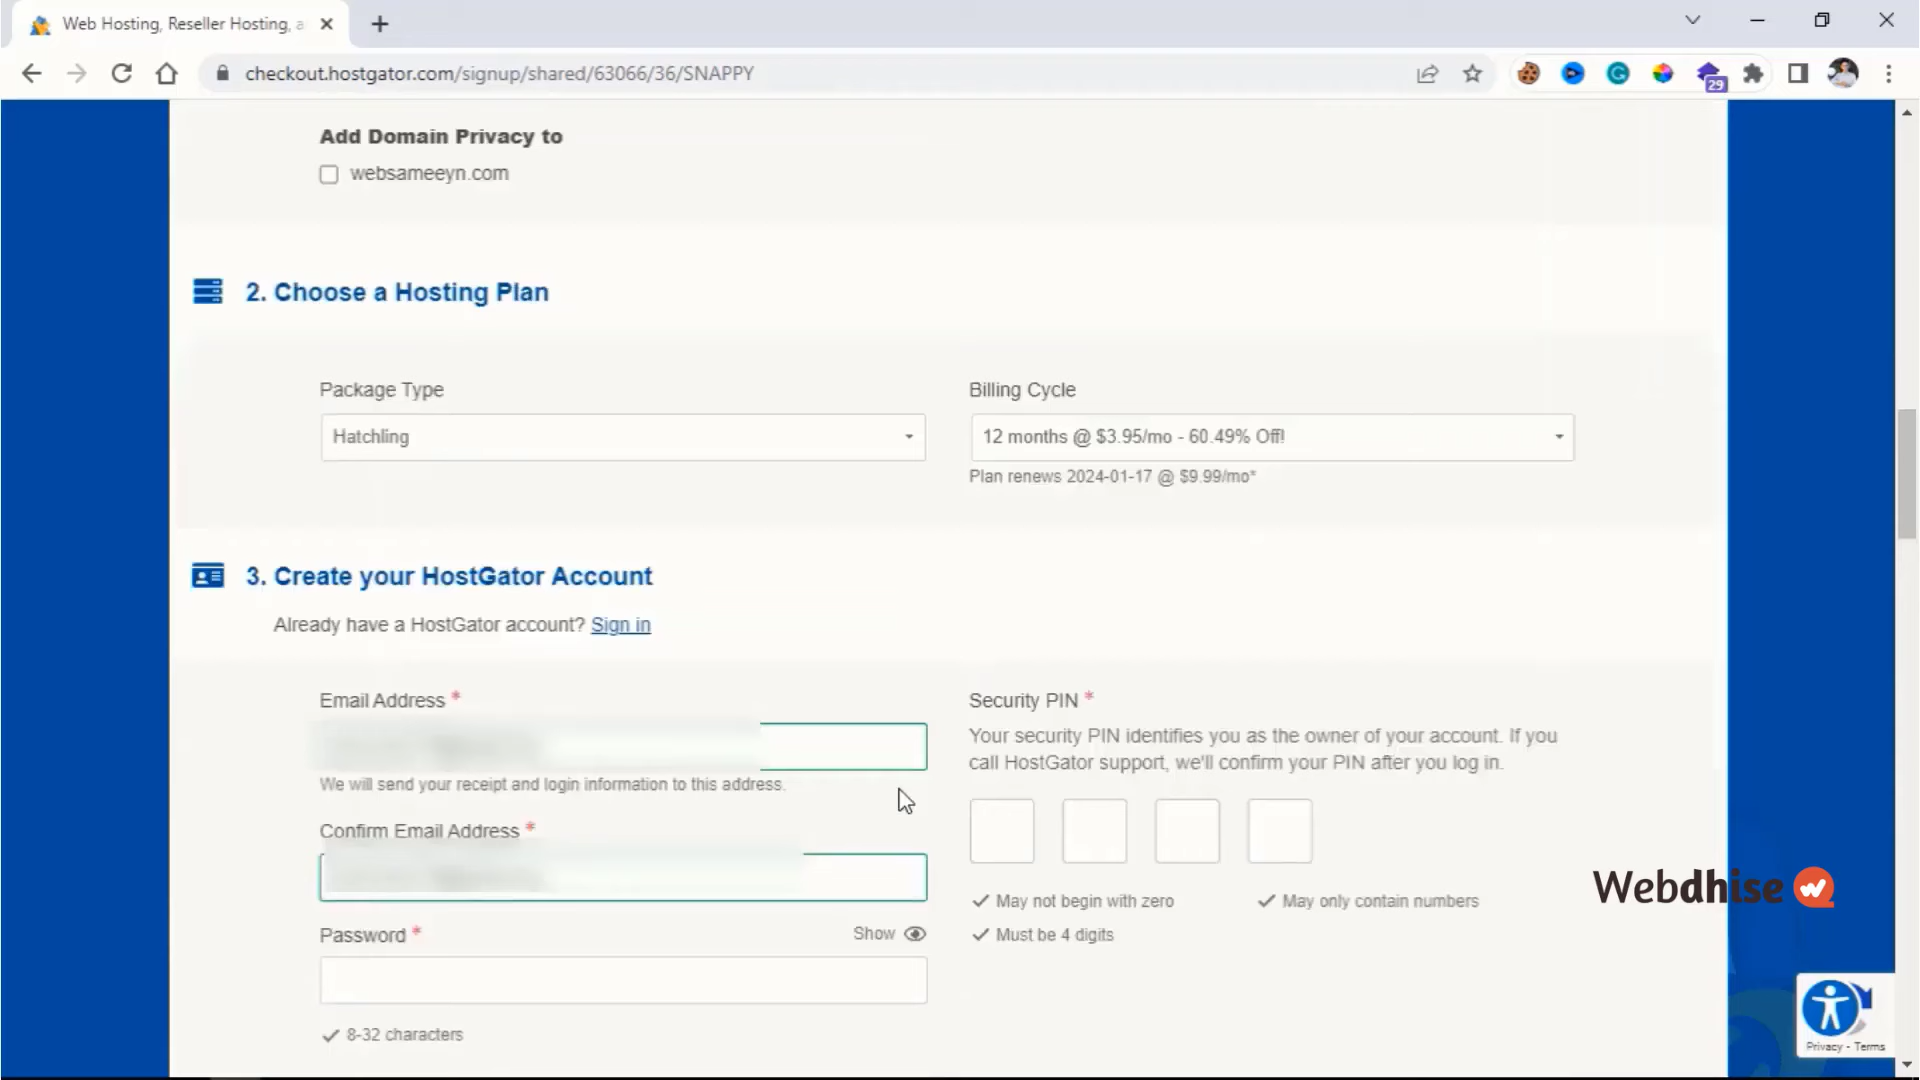 Web Hosting, Reseller Hosting, a
checkout.hostgator.com/signup/shared/63066/36/SNAPPY
29
Add Domain Privacy to
websameeyn.com
2. Choose a Hosting Plan
Package Type
Billing Cycle
Hatchling
12 months @ $3.95/mo - 60.49% Off!
Plan renews 2024-01-17 @ $9.99/mo*
3. Create your HostGator Account
Already have a HostGator account? Sign in
Email Address *
We will send your receipt and login information to this address.
Confirm Email Address *
Password *
Show
8-32 characters
Security PIN *
Your security PIN identifies you as the owner of your account. If you
call HostGator support, we'll confirm your PIN after you log in.
May not begin with zero
May only contain numbers
Must be 4 digits
Webdhise
Privacy - Terms